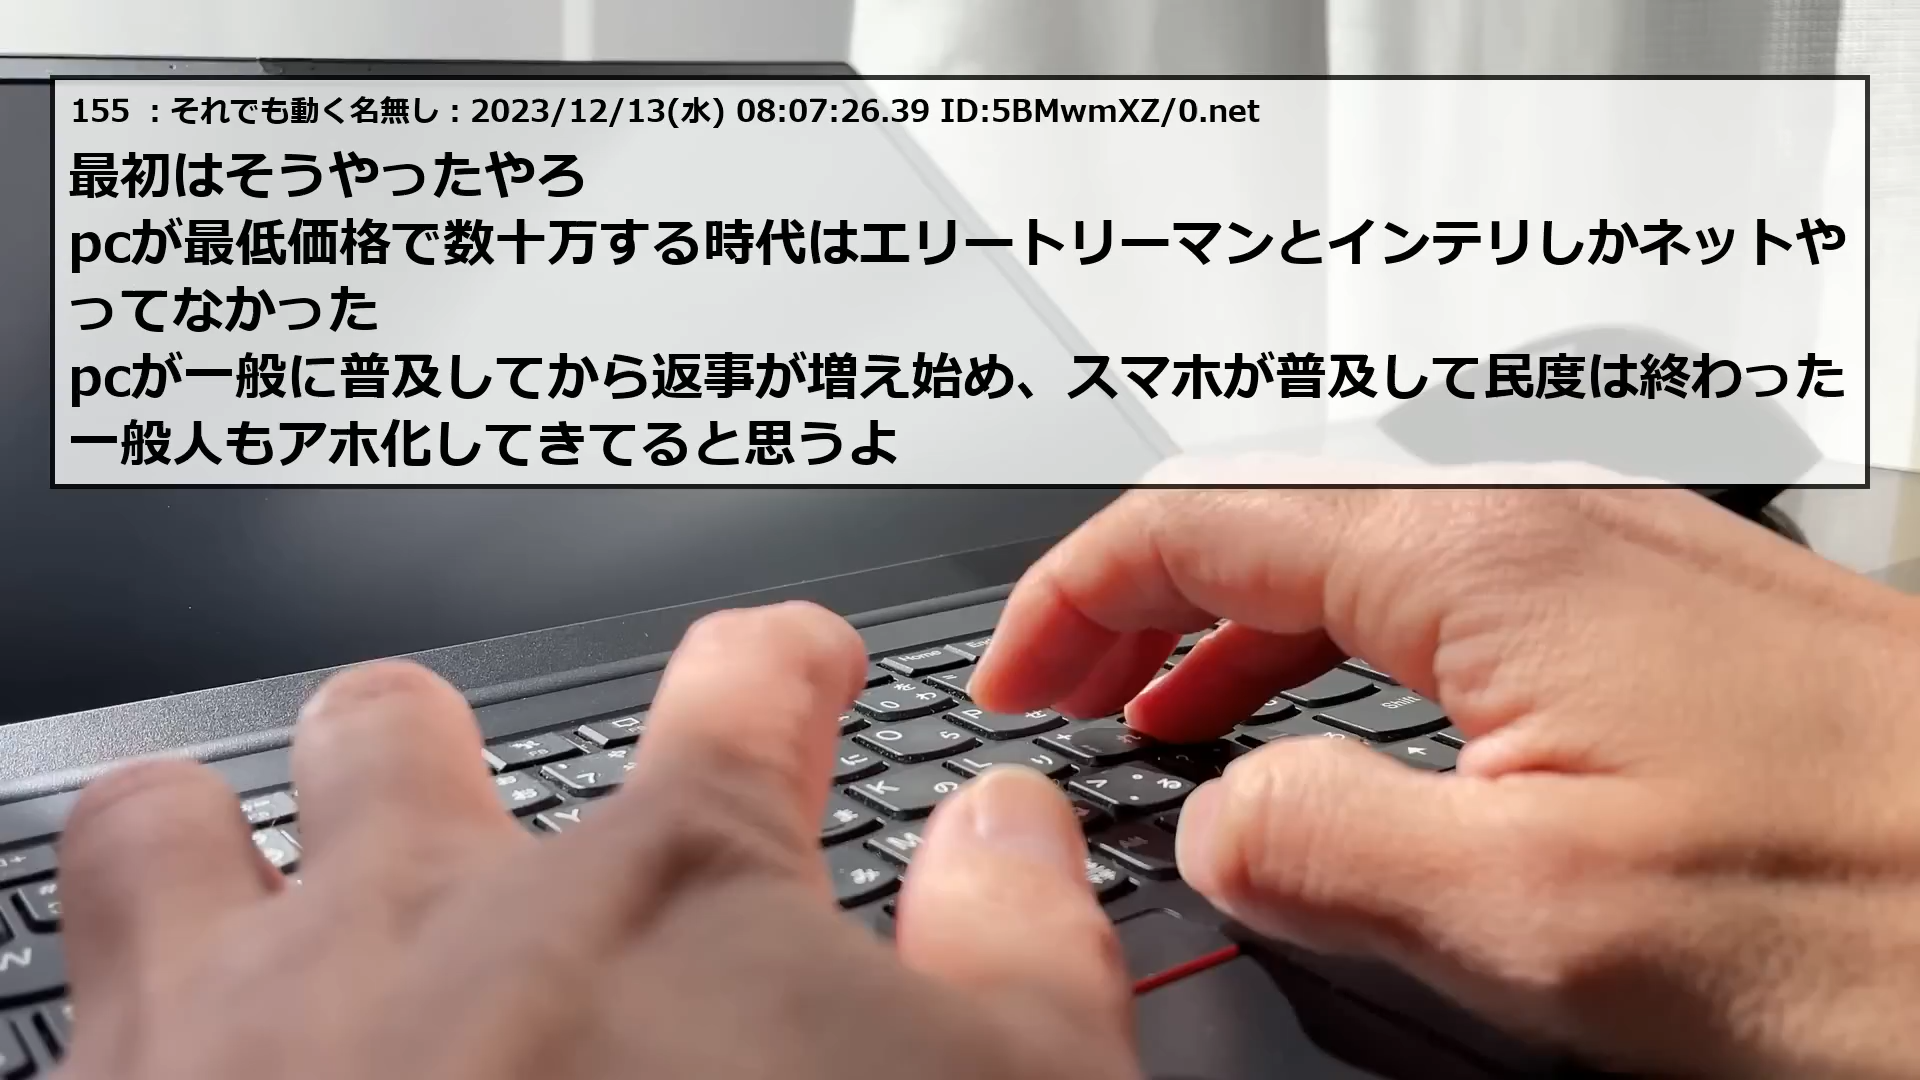 155 ：それでも動く名無し：2023/12/13(水) 08:07:26.39 ID:5BMwmXZ/0.net
最初はそうやったやろ
pcが最低価格で数十万する時代はエリートリーマンとインテリしかネットや
ってなかった
pcが一般に普及してから返事が増え始め、スマホが普及して民度は終わった
一般人もアホ化してきてると思うよ
Home
Shift
P
O
K
M
N